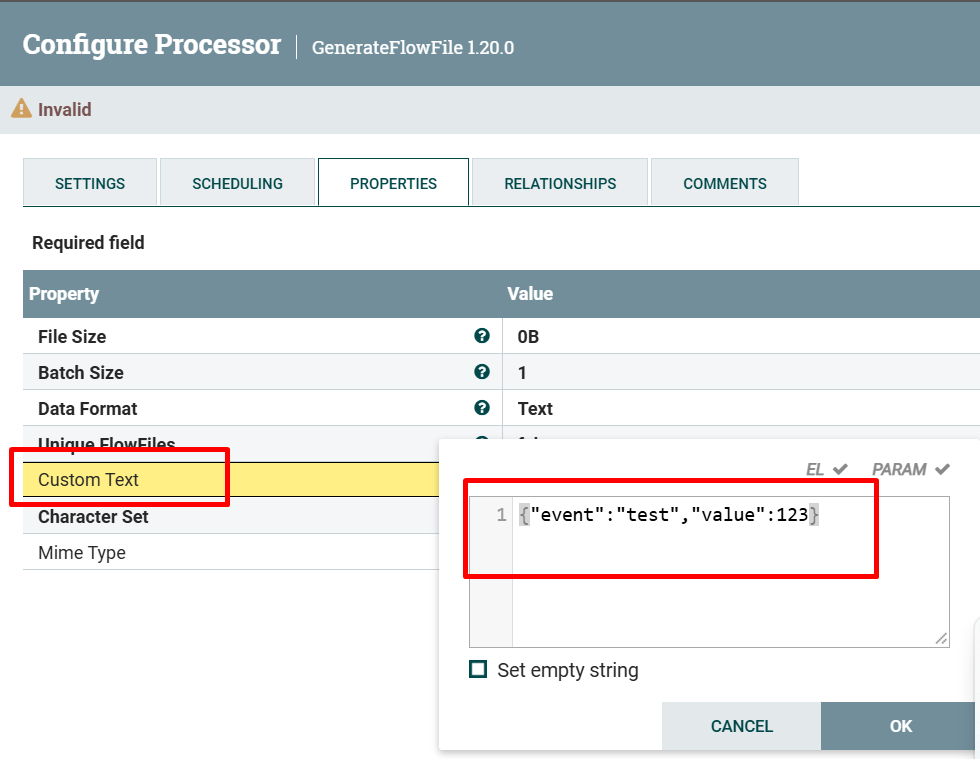 Configure Processor | GenerateFlowFile 1.20.0
Invalid
SETTINGS SCHEDULING PROPERTIES RELATIONSHIPS COMMENTS
Required field
Property Value
File Size 0B
Batch Size 1
Data Format Text
Unique FlowFiles
EL PARAM
Custom Text
1 {"event":"test","value":123}
Character Set
Mime Type
Set empty string
CANCEL OK